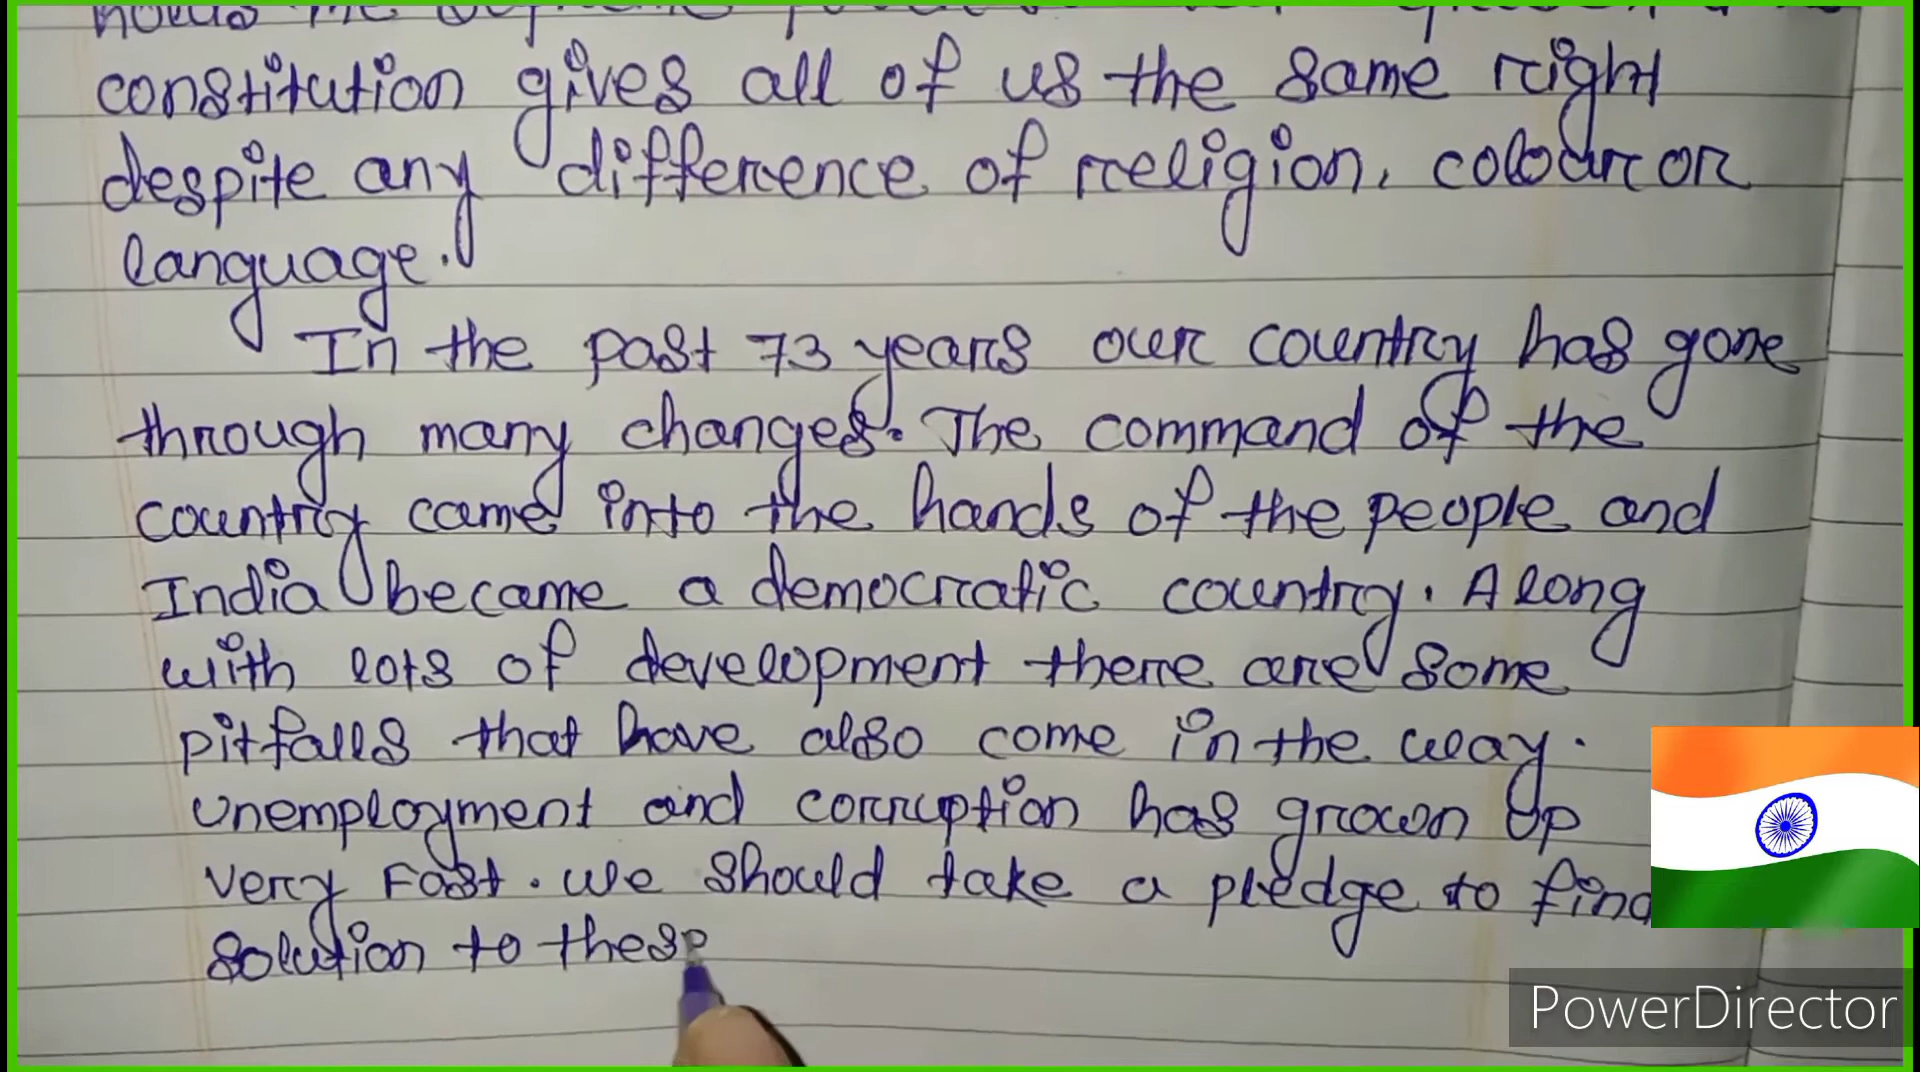 constitution gives all of us the same right
despite any difference of religion, colour or
language.
In the past 73 years our country has gone
through many changes. The command of the
country came into the hands of the people and
India became a democratic country. Along
with lots of development there are some
pitfalls that have also come in the way.
Unemployment and corruption has grown up
very Fast. we should take a pledge to find
solution to these
PowerDirector